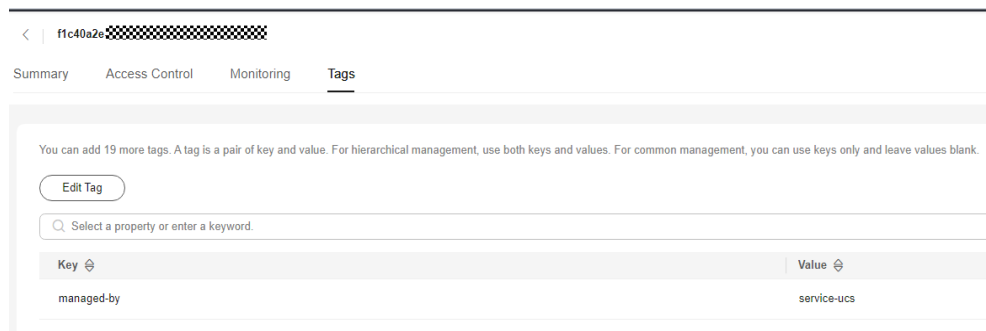 f1c40a2e
Summary Access Control Monitoring Tags
You can add 19 more tags. A tag is a pair of key and value. For hierarchical management, use both keys and values. For common management, you can use keys only and leave values blank.
Edit Tag
Select a property or enter a keyword.
Key Value
managed-by service-ucs